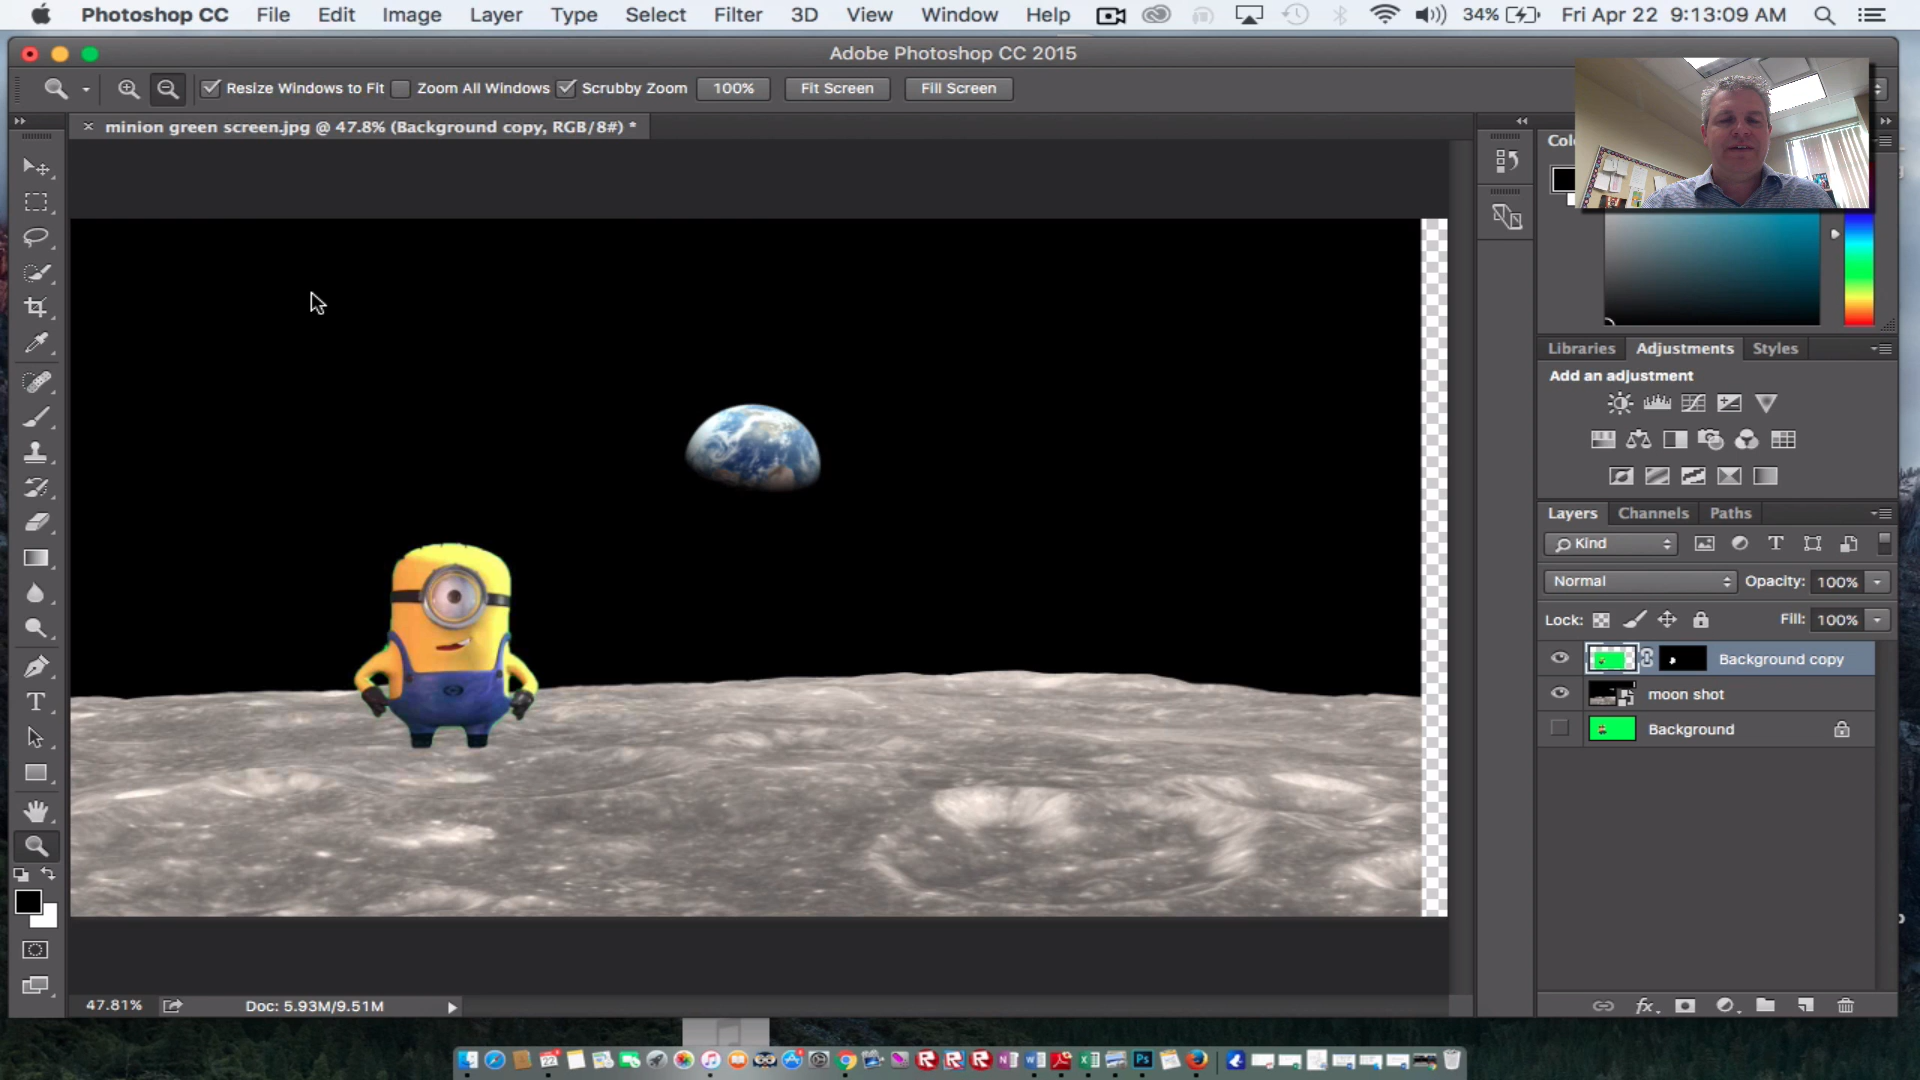 Photoshop CC File Edit Image Layer Type Select Filter 3D View Window Help 34% Fri Apr 22 9:13:09 AM
Adobe Photoshop CC 2015
Resize Windows to Fit Zoom All Windows Scrubby Zoom 100% Fit Screen Fill Screen
minion green screen.jpg @ 47.8% (Background copy, RGB/8#) *
Libraries Adjustments Styles
Add an adjustment
Layers Channels Paths
Kind
Normal Opacity: 100%
Lock: Fill: 100%
Background copy
moon shot
Background
47.81% Doc: 5.93M/9.51M